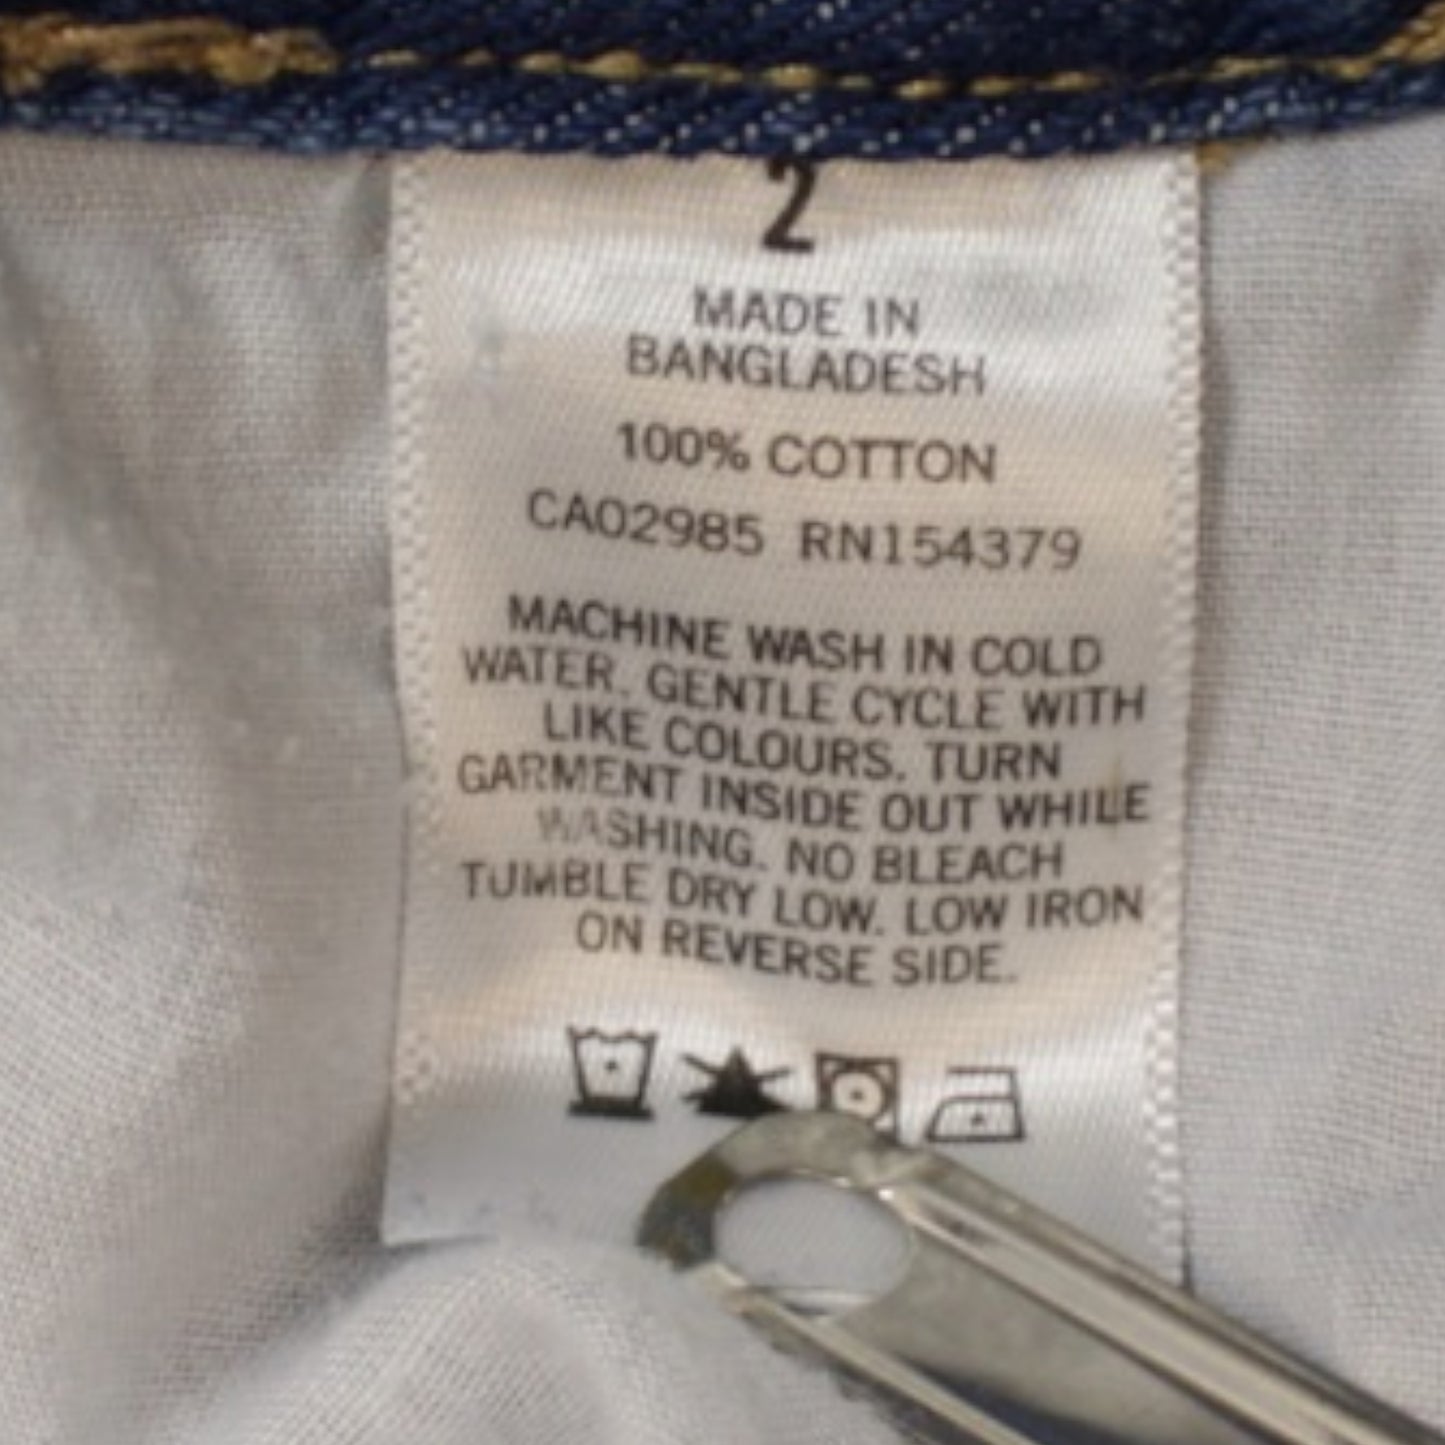 2
MADE IN
BANGLADESH
100% COTTON
CA02985 RN154379
MACHINE WASH IN COLD
WATER. GENTLE CYCLE WITH
LIKE COLOURS. TURN
GARMENT INSIDE OUT WHILE
WASHING. NO BLEACH
TUMBLE DRY LOW. LOW IRON
ON REVERSE SIDE.